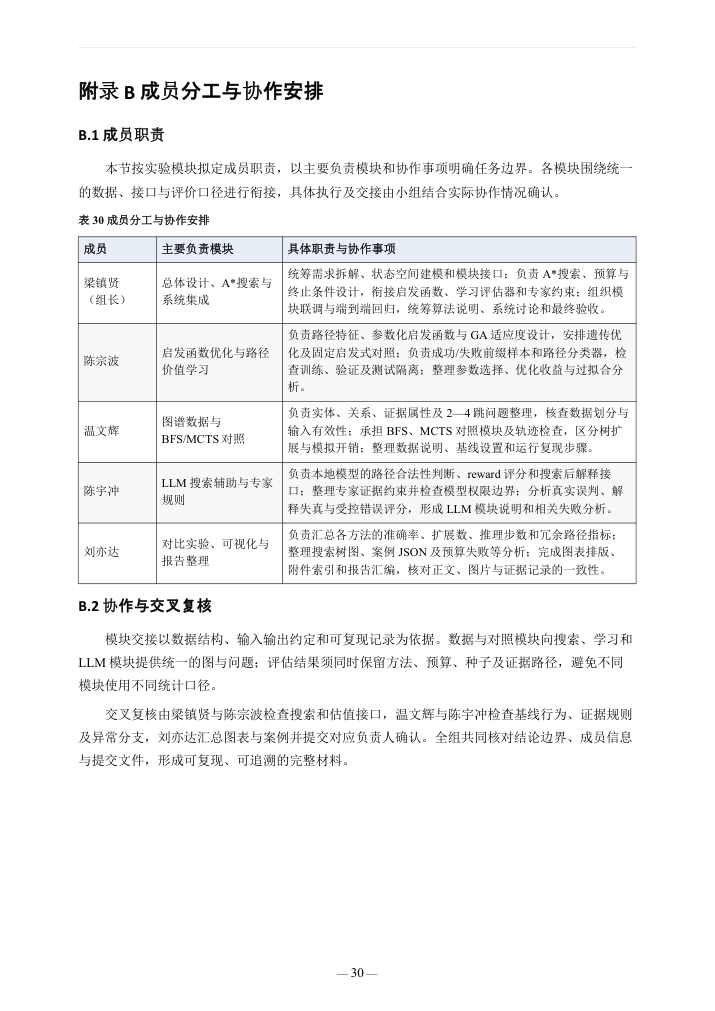 附录 B 成员分工与协作安排
B.1 成员职责
本节按实验模块拟定成员职责，以主要负责模块和协作事项明确任务边界。各模块围绕统一
的数据、接口与评价口径进行衔接，具体执行及交接由小组结合实际协作情况确认。
表 30 成员分工与协作安排
成员 主要负责模块 具体职责与协作事项
梁镇贤
（组长）
总体设计、A*搜索与
系统集成
统筹需求拆解、状态空间建模和模块接口；负责 A*搜索、预算与
终止条件设计，衔接启发函数、学习评估器和专家约束；组织模
块联调与端到端回归，统筹算法说明、系统讨论和最终验收。
陈宗波
启发函数优化与路径
价值学习
负责路径特征、参数化启发函数与 GA 适应度设计，安排遗传优
化及固定启发式对照；负责成功/失败前缀样本和路径分类器，检
查训练、验证及测试隔离；整理参数选择、优化收益与过拟合分
析。
温文辉
图谱数据与
BFS/MCTS 对照
负责实体、关系、证据属性及 2—4 跳问题整理，核查数据划分与
输入有效性；承担 BFS、MCTS 对照模块及轨迹检查，区分树扩
展与模拟开销；整理数据说明、基线设置和运行复现步骤。
陈宇冲
LLM 搜索辅助与专家
规则
负责本地模型的路径合法性判断、reward 评分和搜索后解释接
口；整理专家证据约束并检查模型权限边界；分析真实误判、解
释失真与受控错误评分，形成 LLM 模块说明和相关失败分析。
刘亦达
对比实验、可视化与
报告整理
负责汇总各方法的准确率、扩展数、推理步数和冗余路径指标；
整理搜索树图、案例 JSON 及预算失败等分析；完成图表排版、
附件索引和报告汇编，核对正文、图片与证据记录的一致性。
B.2 协作与交叉复核
模块交接以数据结构、输入输出约定和可复现记录为依据。数据与对照模块向搜索、学习和
LLM 模块提供统一的图与问题；评估结果须同时保留方法、预算、种子及证据路径，避免不同
模块使用不同统计口径。
交叉复核由梁镇贤与陈宗波检查搜索和估值接口，温文辉与陈宇冲检查基线行为、证据规则
及异常分支，刘亦达汇总图表与案例并提交对应负责人确认。全组共同核对结论边界、成员信息
与提交文件，形成可复现、可追溯的完整材料。
— 30 —